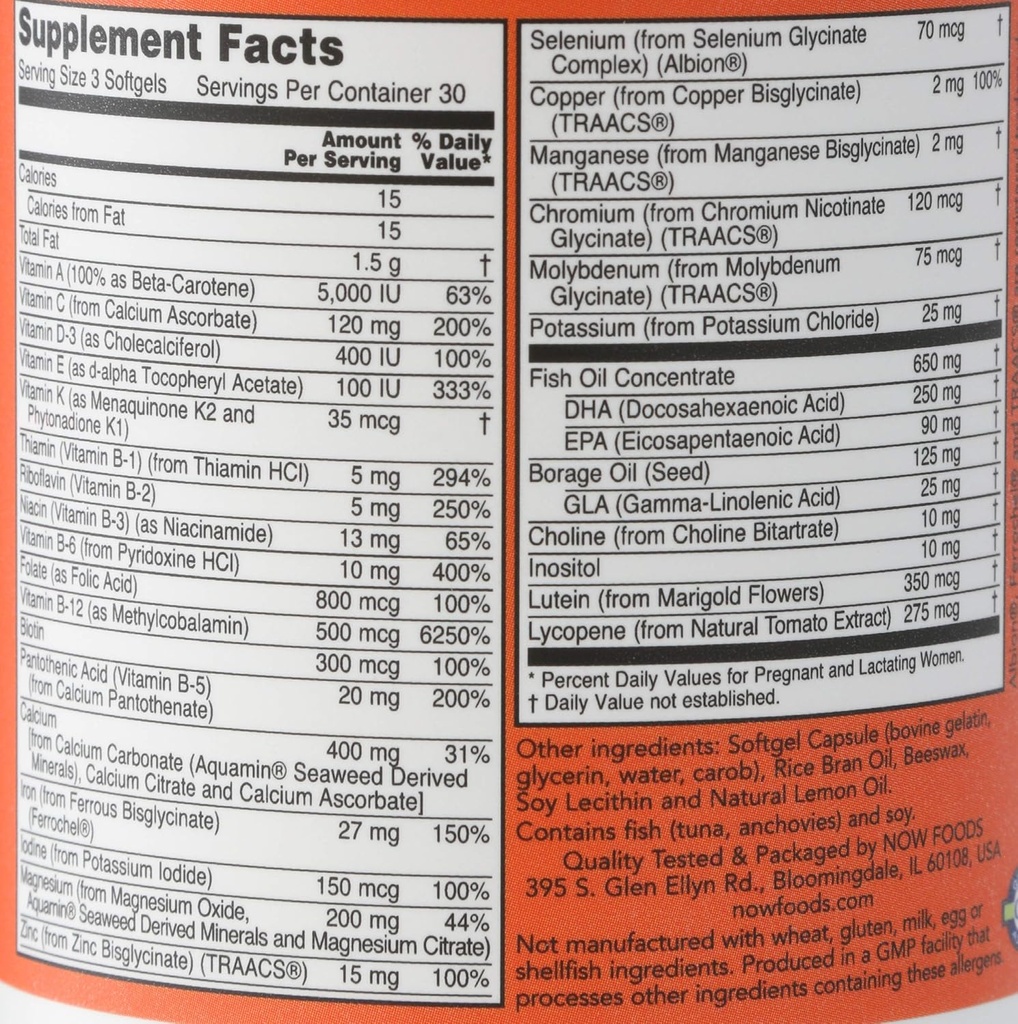 Supplement Facts
Serving Size 3 Softgels Servings Per Container 30
Amount % Daily
Per Serving Value*
Calories 15
Calories from Fat 15
Total Fat 1.5 g †
Vitamin A (100% as Beta-Carotene) 5,000 IU 63%
Vitamin C (from Calcium Ascorbate) 120 mg 200%
Vitamin D-3 (as Cholecalciferol) 400 IU 100%
Vitamin E (as d-alpha Tocopheryl Acetate) 100 IU 333%
Vitamin K (as Menaquinone K2 and 35 mcg †
Phytonadione K1)
Thiamin (Vitamin B-1) (from Thiamin HCl) 5 mg 294%
Riboflavin (Vitamin B-2) 5 mg 250%
Niacin (Vitamin B-3) (as Niacinamide) 13 mg 65%
Vitamin B-6 (from Pyridoxine HCl) 10 mg 400%
Folate (as Folic Acid) 800 mcg 100%
Vitamin B-12 (as Methylcobalamin) 500 mcg 6250%
Biotin 300 mcg 100%
Pantothenic Acid (Vitamin B-5) 20 mg 200%
(from Calcium Pantothenate)
Calcium 400 mg 31%
[from Calcium Carbonate (Aquamin® Seaweed Derived
Minerals), Calcium Citrate and Calcium Ascorbate]
Iron (from Ferrous Bisglycinate) 27 mg 150%
(Ferrochel®)
Iodine (from Potassium Iodide) 150 mcg 100%
Magnesium (from Magnesium Oxide, 200 mg 44%
Aquamin® Seaweed Derived Minerals and Magnesium Citrate)
Zinc (from Zinc Bisglycinate) (TRAACS®) 15 mg 100%
Selenium (from Selenium Glycinate 70 mcg †
Complex) (Albion®)
Copper (from Copper Bisglycinate) 2 mg 100%
(TRAACS®)
Manganese (from Manganese Bisglycinate) 2 mg †
(TRAACS®)
Chromium (from Chromium Nicotinate 120 mcg †
Glycinate) (TRAACS®)
Molybdenum (from Molybdenum 75 mcg †
Glycinate) (TRAACS®)
Potassium (from Potassium Chloride) 25 mg †
Fish Oil Concentrate 650 mg †
DHA (Docosahexaenoic Acid) 250 mg †
EPA (Eicosapentaenoic Acid) 90 mg †
Borage Oil (Seed) 125 mg †
GLA (Gamma-Linolenic Acid) 25 mg †
Choline (from Choline Bitartrate) 10 mg †
Inositol 10 mg †
Lutein (from Marigold Flowers) 350 mcg †
Lycopene (from Natural Tomato Extract) 275 mcg †
* Percent Daily Values for Pregnant and Lactating Women.
† Daily Value not established.
Other ingredients: Softgel Capsule (bovine gelatin,
glycerin, water, carob), Rice Bran Oil, Beeswax,
Soy Lecithin and Natural Lemon Oil.
Contains fish (tuna, anchovies) and soy.
Quality Tested & Packaged by NOW FOODS
395 S. Glen Ellyn Rd., Bloomingdale, IL 60108, USA
nowfoods.com
Not manufactured with wheat, gluten, milk, egg or
shellfish ingredients. Produced in a GMP facility that
processes other ingredients containing these allergens.
Albion®, Ferrochel® and TRAACS® are